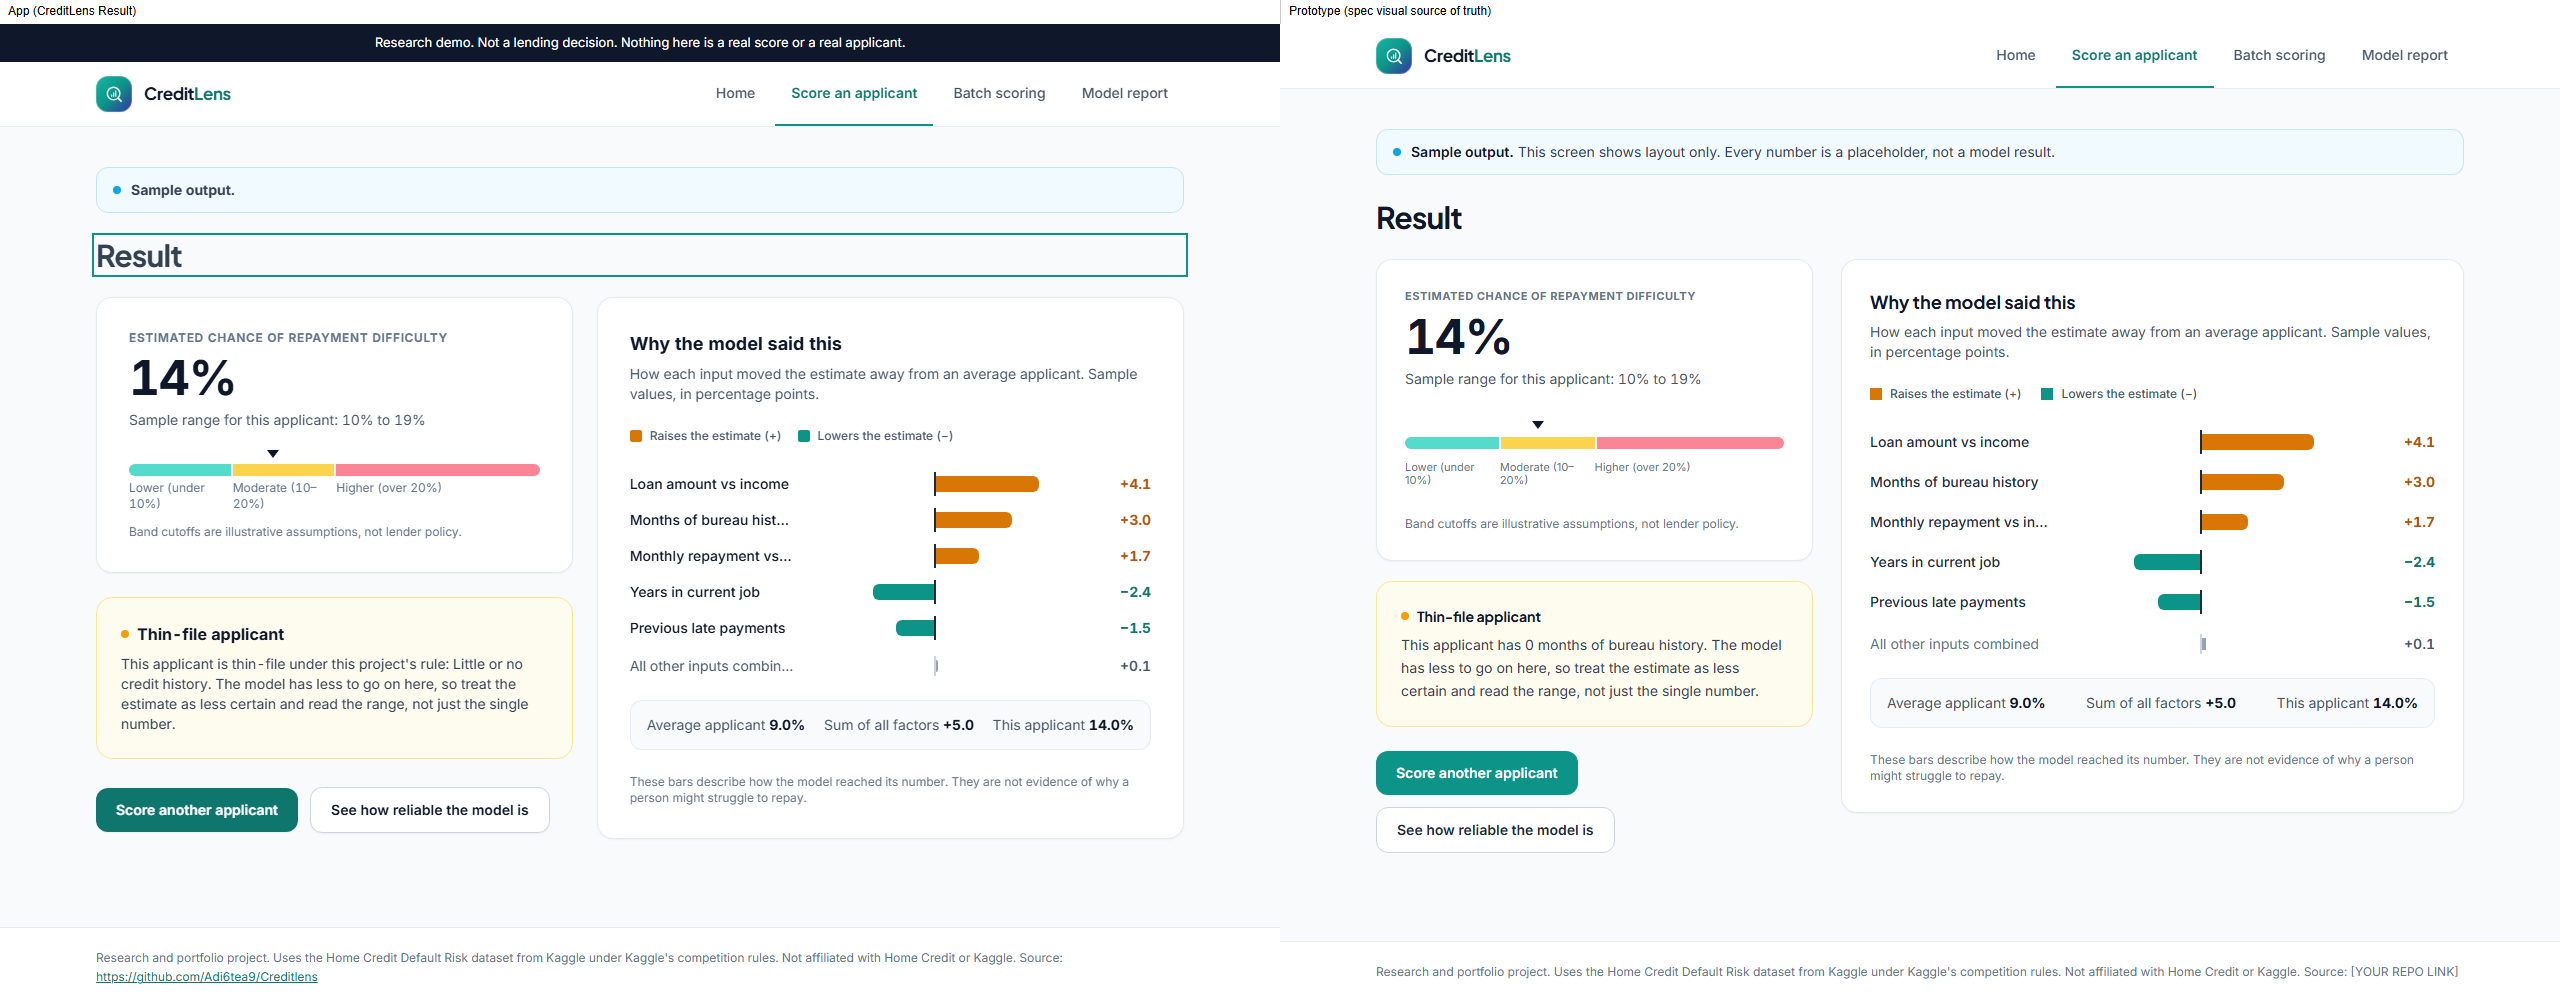 App (CreditLens Result)
Research demo. Not a lending decision. Nothing here is a real score or a real applicant.
CreditLens
Home
Score an applicant
Batch scoring
Model report
Sample output.
Result
ESTIMATED CHANCE OF REPAYMENT DIFFICULTY
14%
Sample range for this applicant: 10% to 19%
Lower (under
10%)
Moderate (10–
20%)
Higher (over 20%)
Band cutoffs are illustrative assumptions, not lender policy.
Thin-file applicant
This applicant is thin-file under this project's rule: Little or no
credit history. The model has less to go on here, so treat the
estimate as less certain and read the range, not just the single
number.
Score another applicant
See how reliable the model is
Why the model said this
How each input moved the estimate away from an average applicant. Sample
values, in percentage points.
Raises the estimate (+)
Lowers the estimate (−)
Loan amount vs income +4.1
Months of bureau hist... +3.0
Monthly repayment vs... +1.7
Years in current job −2.4
Previous late payments −1.5
All other inputs combin... +0.1
Average applicant 9.0%
Sum of all factors +5.0
This applicant 14.0%
These bars describe how the model reached its number. They are not evidence of why a
person might struggle to repay.
Research and portfolio project. Uses the Home Credit Default Risk dataset from Kaggle under Kaggle's competition rules. Not affiliated with Home Credit or Kaggle. Source:
https://github.com/Adi6tea9/Creditlens
Prototype (spec visual source of truth)
CreditLens
Home
Score an applicant
Batch scoring
Model report
Sample output. This screen shows layout only. Every number is a placeholder, not a model result.
Result
ESTIMATED CHANCE OF REPAYMENT DIFFICULTY
14%
Sample range for this applicant: 10% to 19%
Lower (under
10%)
Moderate (10–
20%)
Higher (over 20%)
Band cutoffs are illustrative assumptions, not lender policy.
Thin-file applicant
This applicant has 0 months of bureau history. The model
has less to go on here, so treat the estimate as less
certain and read the range, not just the single number.
Score another applicant
See how reliable the model is
Why the model said this
How each input moved the estimate away from an average applicant. Sample values,
in percentage points.
Raises the estimate (+)
Lowers the estimate (−)
Loan amount vs income +4.1
Months of bureau history +3.0
Monthly repayment vs in... +1.7
Years in current job −2.4
Previous late payments −1.5
All other inputs combined +0.1
Average applicant 9.0%
Sum of all factors +5.0
This applicant 14.0%
These bars describe how the model reached its number. They are not evidence of why a person
might struggle to repay.
Research and portfolio project. Uses the Home Credit Default Risk dataset from Kaggle under Kaggle's competition rules. Not affiliated with Home Credit or Kaggle. Source: [YOUR REPO LINK]